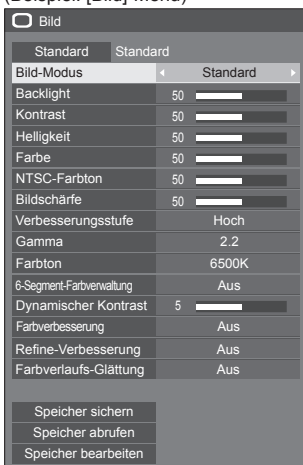 (Beispiel: [Bild]-Menü)
Bild
Standard Standard
Bild-Modus Standard
Backlight 50
Kontrast 50
Helligkeit 50
Farbe 50
NTSC-Farbton 50
Bildschärfe 50
Verbesserungsstufe Hoch
Gamma 2.2
Farbton 6500K
6-Segment-Farbverwaltung Aus
Dynamischer Kontrast 5
Farbverbesserung Aus
Refine-Verbesserung Aus
Farbverlaufs-Glättung Aus
Speicher sichern
Speicher abrufen
Speicher bearbeiten